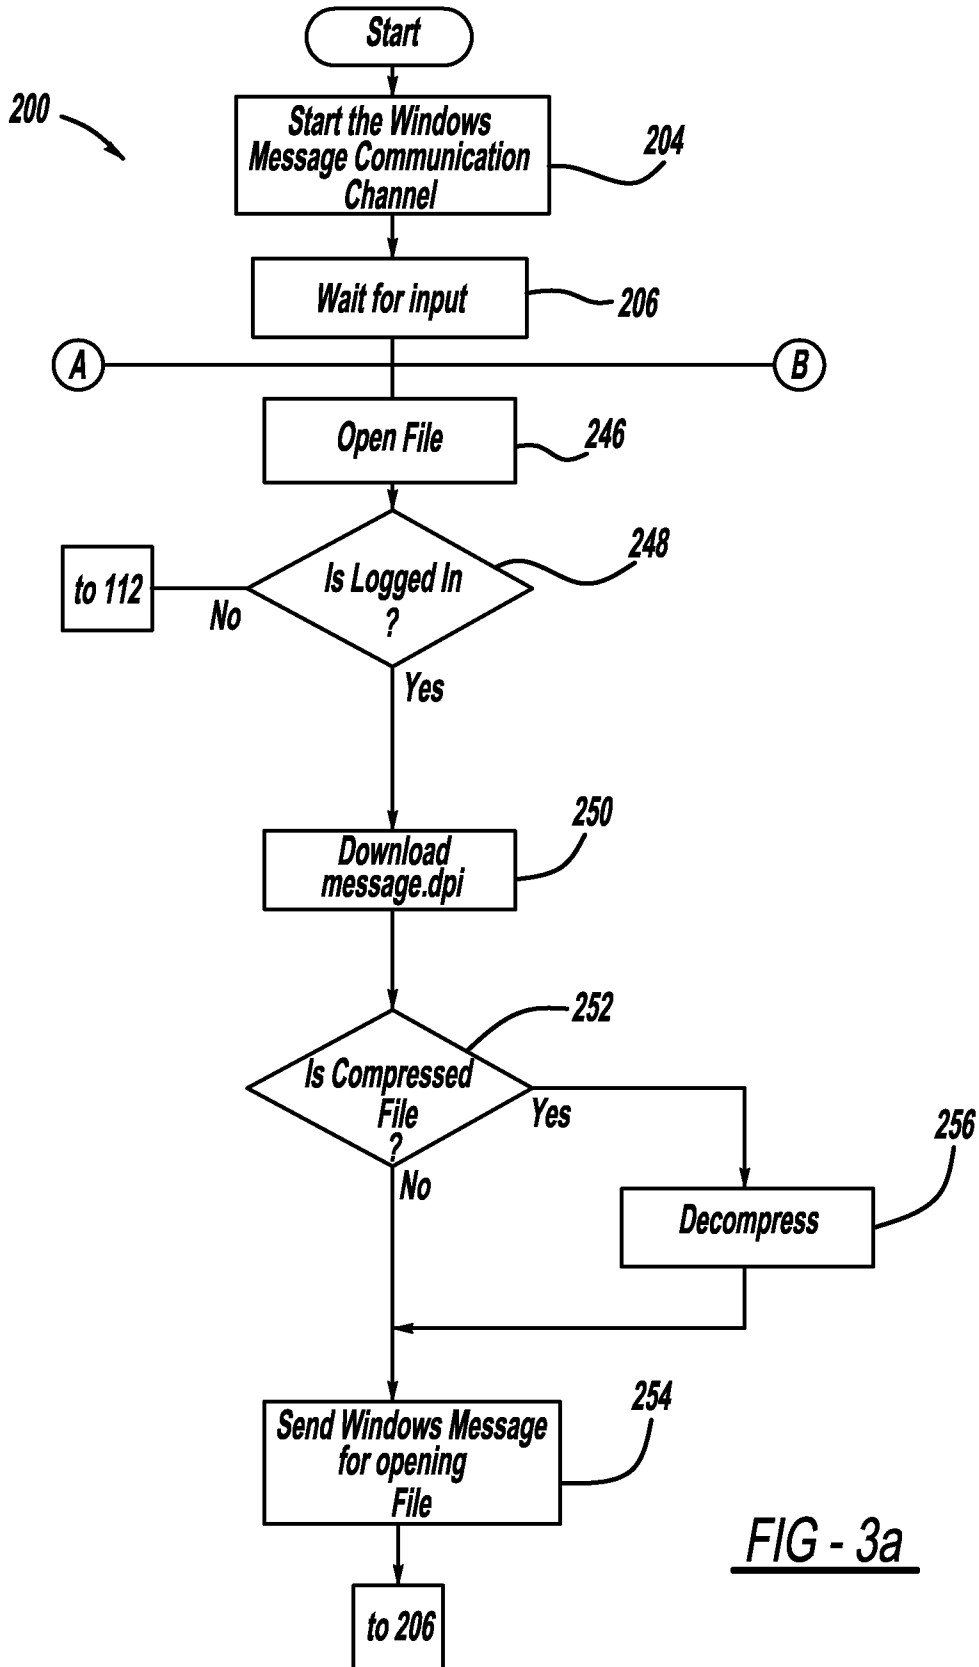 Start
200
Start the Windows
Message Communication
Channel
204
Wait for input
206
A
B
Open File
246
Is Logged In
?
248
to 112
No
Yes
Download
message.dpi
250
Is Compressed
File
?
252
Yes
No
Decompress
256
Send Windows Message
for opening
File
254
to 206
FIG - 3a